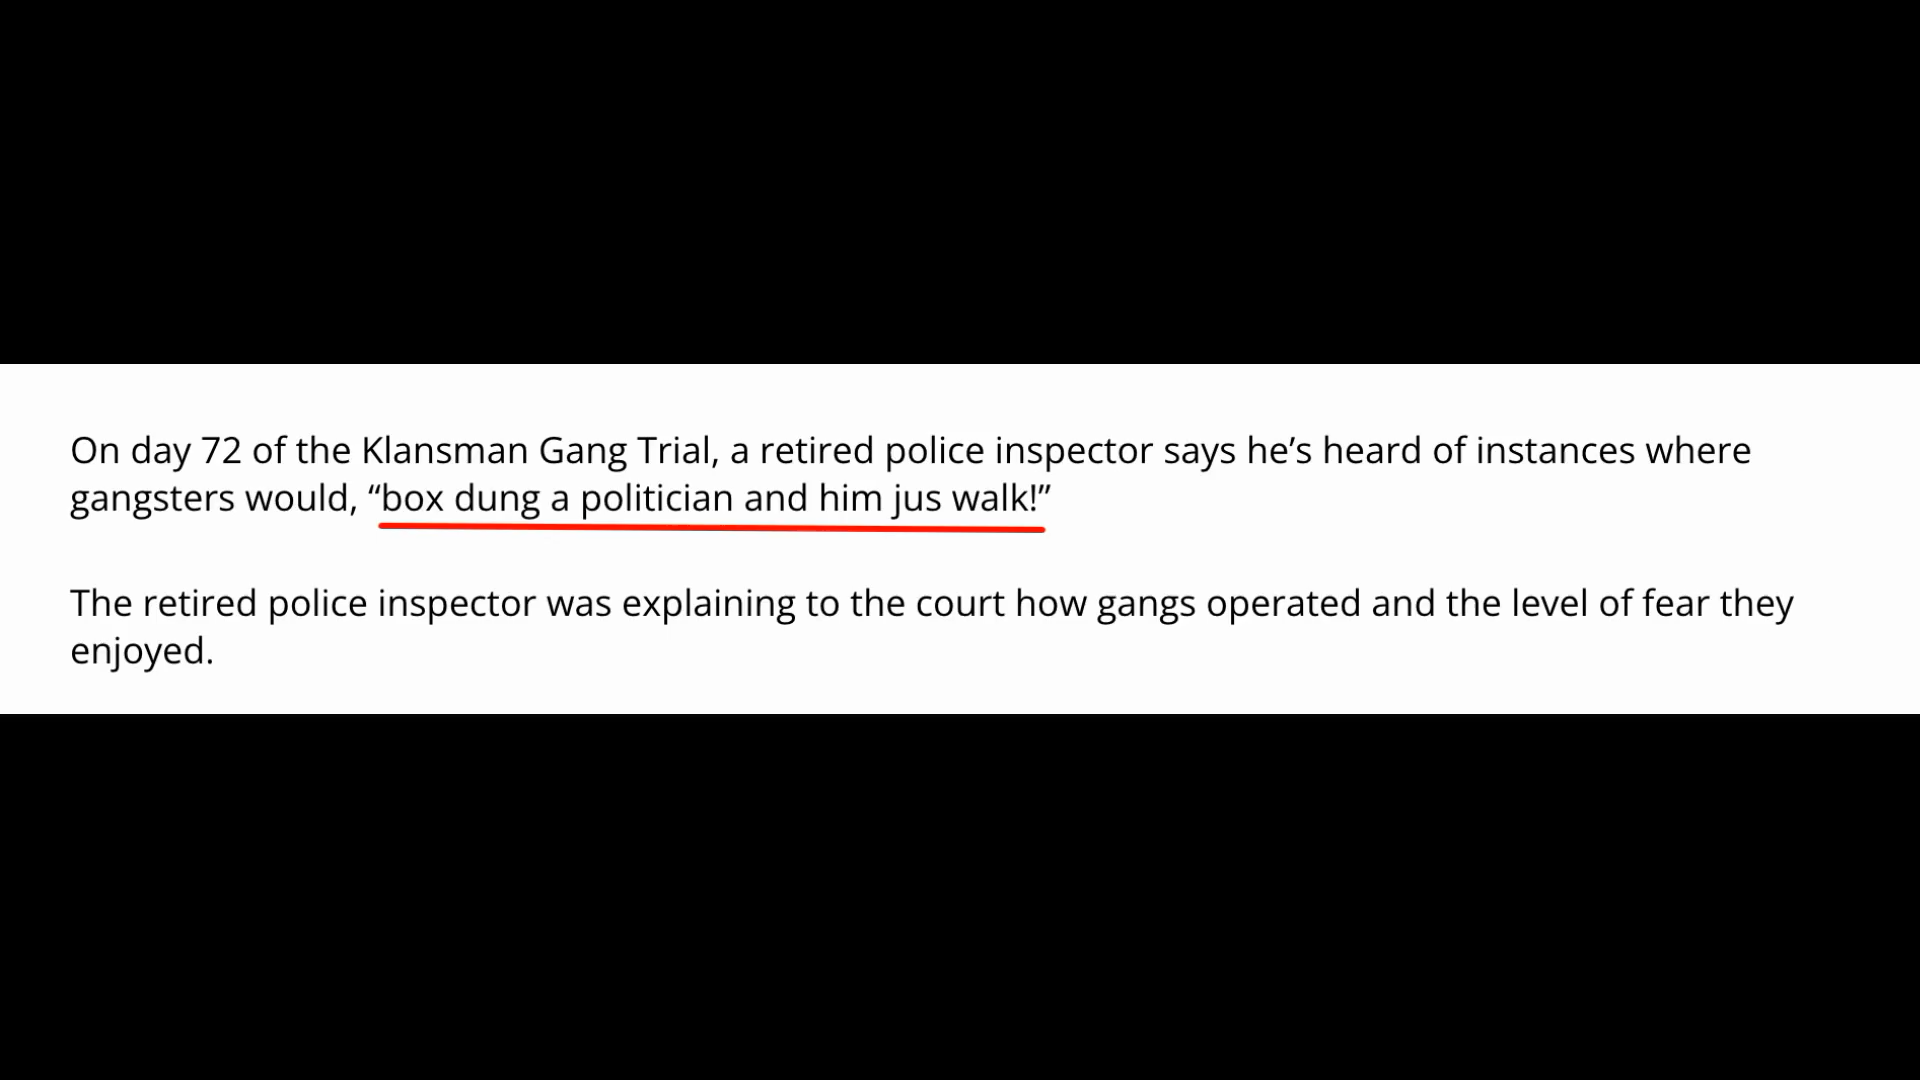 On day 72 of the Klansman Gang Trial, a retired police inspector says he’s heard of instances where
gangsters would, “box dung a politician and him jus walk!”
The retired police inspector was explaining to the court how gangs operated and the level of fear they
enjoyed.